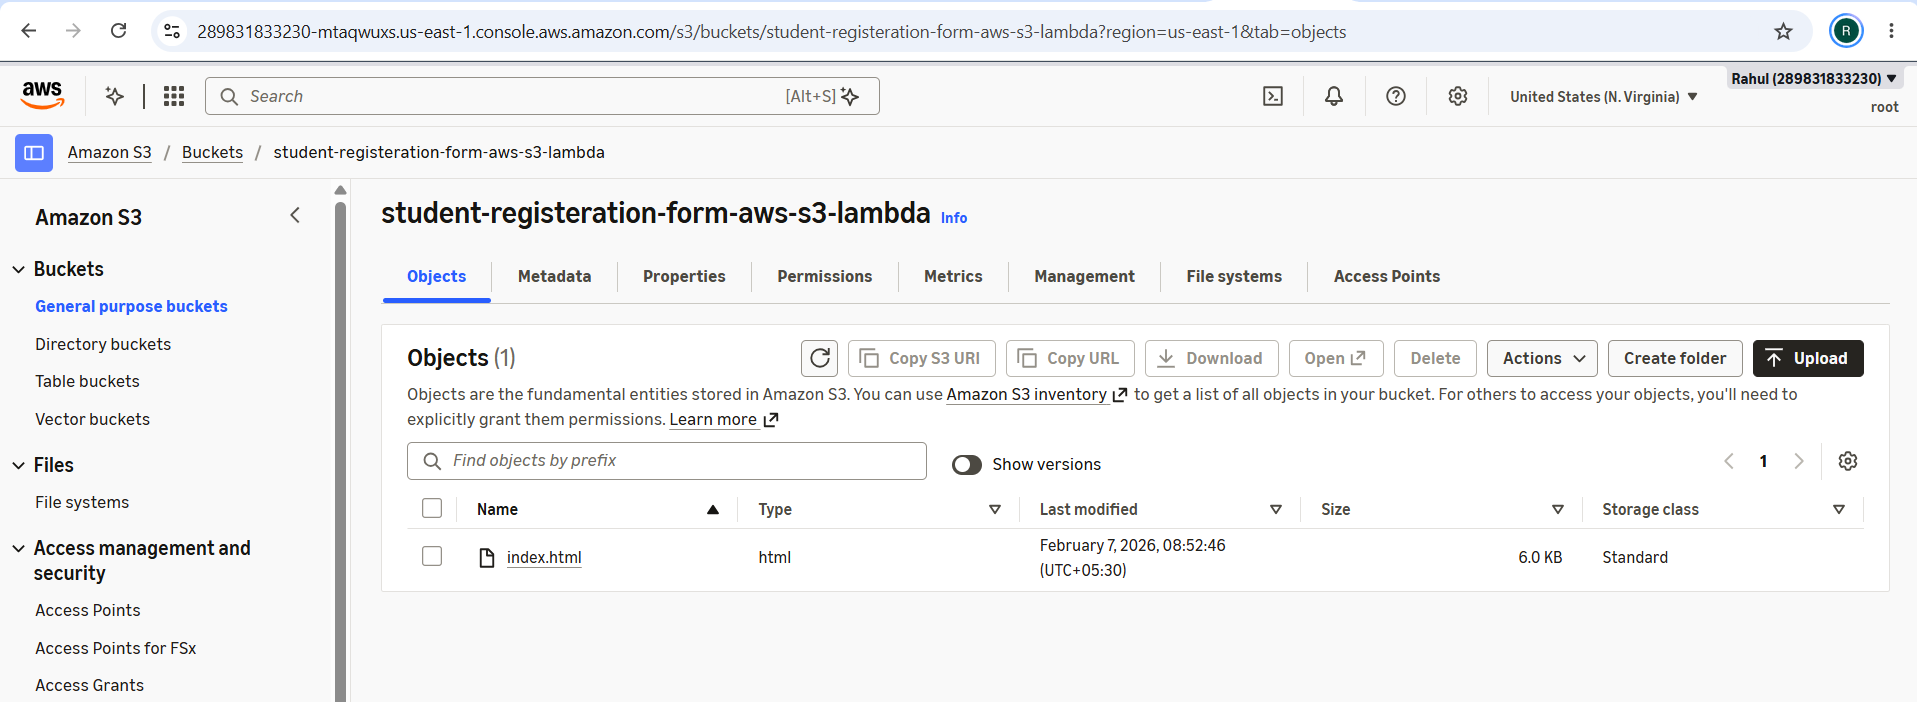 289831833230-mtaqwuxs.us-east-1.console.aws.amazon.com/s3/buckets/student-registeration-form-aws-s3-lambda?region=us-east-1&tab=objects
R
aws
Search
[Alt+S]
United States (N. Virginia)
Rahul (289831833230)
root
Amazon S3 / Buckets / student-registeration-form-aws-s3-lambda
Amazon S3
Buckets
General purpose buckets
Directory buckets
Table buckets
Vector buckets
Files
File systems
Access management and
security
Access Points
Access Points for FSx
Access Grants
student-registeration-form-aws-s3-lambda Info
Objects Metadata Properties Permissions Metrics Management File systems Access Points
Objects (1)
Copy S3 URI Copy URL Download Open Delete Actions Create folder Upload
Objects are the fundamental entities stored in Amazon S3. You can use Amazon S3 inventory to get a list of all objects in your bucket. For others to access your objects, you'll need to
explicitly grant them permissions. Learn more
Find objects by prefix
Show versions
1
Name Type Last modified Size Storage class
index.html html February 7, 2026, 08:52:46 6.0 KB Standard
(UTC+05:30)